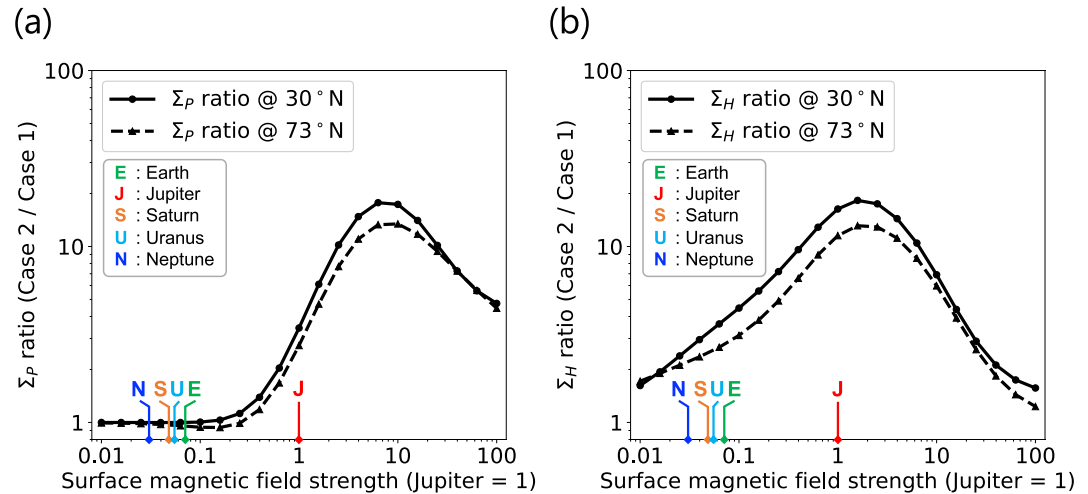 (a)
Σ_P ratio (Case 2 / Case 1)
100
10
1
Σ_P ratio @ 30°N
Σ_P ratio @ 73°N
E : Earth
J : Jupiter
S : Saturn
U : Uranus
N : Neptune
N S U E J
0.01 0.1 1 10 100
Surface magnetic field strength (Jupiter = 1)
(b)
Σ_H ratio (Case 2 / Case 1)
100
10
1
Σ_H ratio @ 30°N
Σ_H ratio @ 73°N
E : Earth
J : Jupiter
S : Saturn
U : Uranus
N : Neptune
N S U E J
0.01 0.1 1 10 100
Surface magnetic field strength (Jupiter = 1)